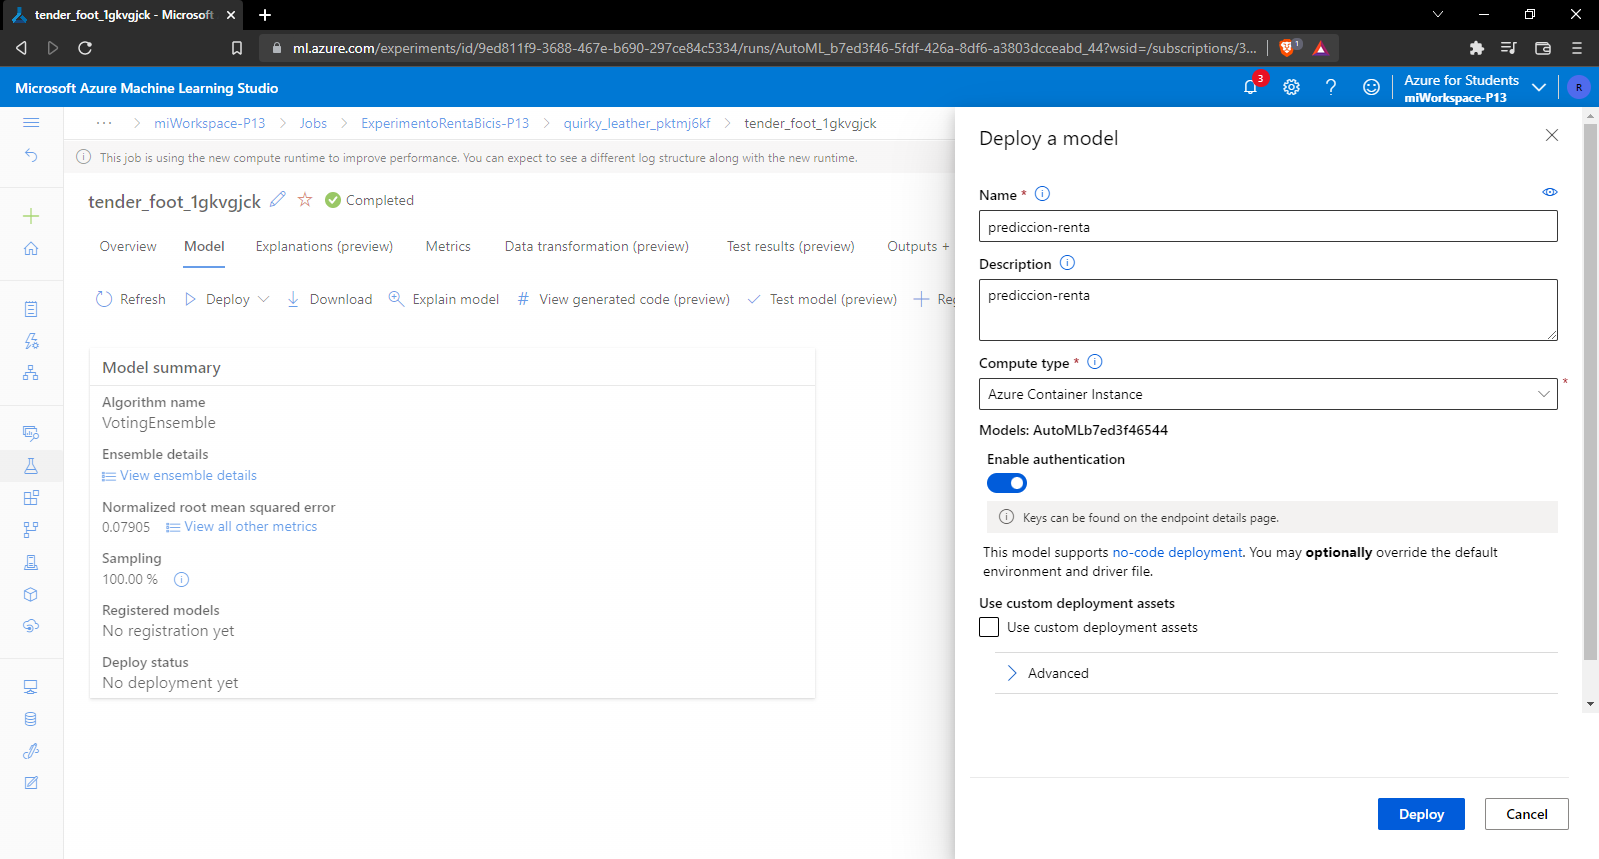 tender_foot_1gkvgjck - Microsoft
ml.azure.com/experiments/id/9ed811f9-3688-467e-b690-297ce84c5334/runs/AutoML_b7ed3f46-5fdf-426a-8df6-a3803dcceabd_44?wsid=/subscriptions/3...
1
Microsoft Azure Machine Learning Studio
3
Azure for Students
miWorkspace-P13
R
··· > miWorkspace-P13 > Jobs > ExperimentoRentaBicis-P13 > quirky_leather_pktmj6kf > tender_foot_1gkvgjck
This job is using the new compute runtime to improve performance. You can expect to see a different log structure along with the new runtime.
tender_foot_1gkvgjck Completed
Overview Model Explanations (preview) Metrics Data transformation (preview) Test results (preview) Outputs +
Refresh Deploy Download Explain model # View generated code (preview) Test model (preview) Reg
Model summary
Algorithm name
VotingEnsemble
Ensemble details
View ensemble details
Normalized root mean squared error
0.07905 View all other metrics
Sampling
100.00 %
Registered models
No registration yet
Deploy status
No deployment yet
Deploy a model
Name *
prediccion-renta
Description
prediccion-renta
Compute type *
Azure Container Instance
*
Models: AutoMLb7ed3f46544
Enable authentication
Keys can be found on the endpoint details page.
This model supports no-code deployment. You may optionally override the default
environment and driver file.
Use custom deployment assets
Use custom deployment assets
Advanced
Deploy Cancel